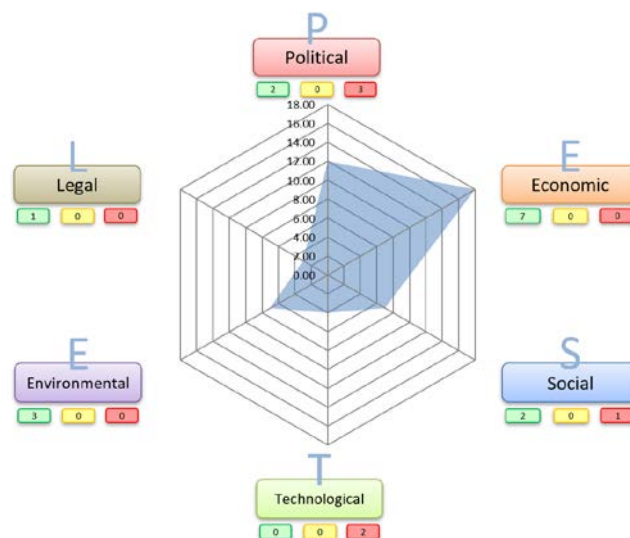 P
Political
2 0 3
18.00
16.00
14.00
12.00
10.00
8.00
6.00
4.00
2.00
0.00
E
Economic
7 0 0
S
Social
2 0 1
T
Technological
0 0 2
E
Environmental
3 0 0
L
Legal
1 0 0